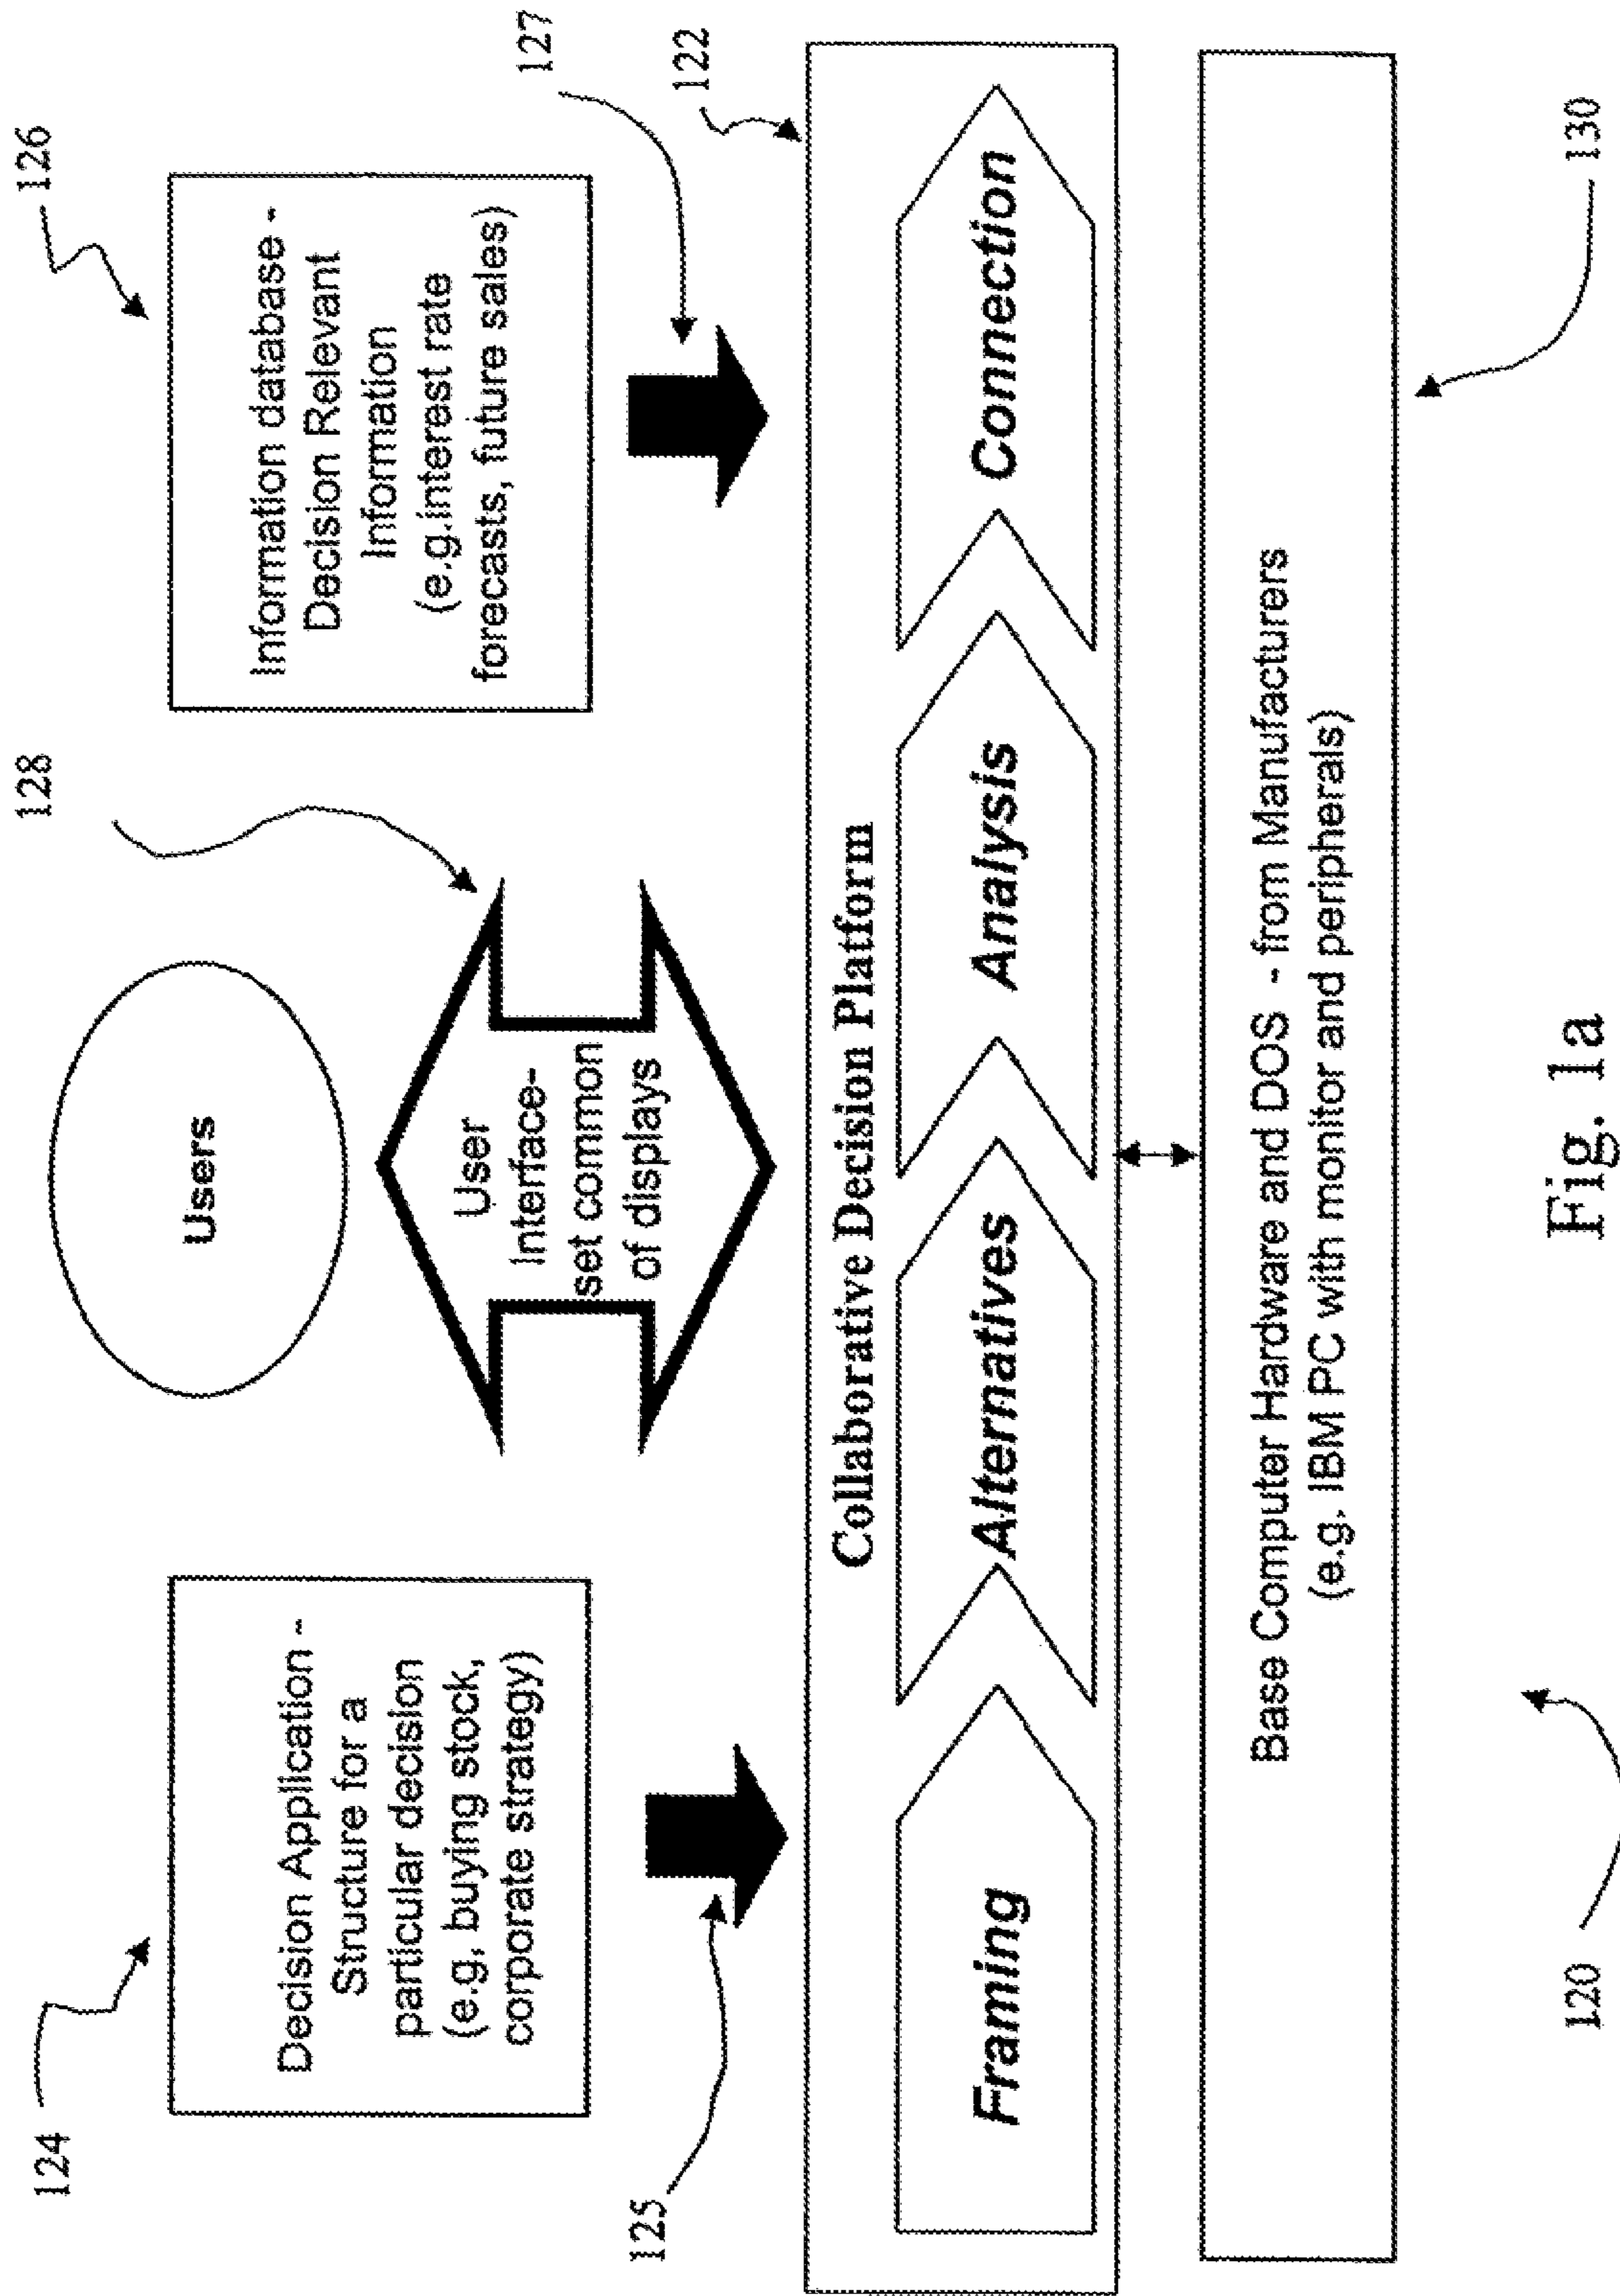 124
Decision Application -
Structure for a
particular decision
(e.g. buying stock,
corporate strategy)
125
Users
128
User
Interface-
set common
of displays
126
Information database -
Decision Relevant
Information
(e.g.interest rate
forecasts, future sales)
127
122
Collaborative Decision Platform
Framing
Alternatives
Analysis
Connection
Base Computer Hardware and DOS - from Manufacturers
(e.g. IBM PC with monitor and peripherals)
120
130
Fig. 1a